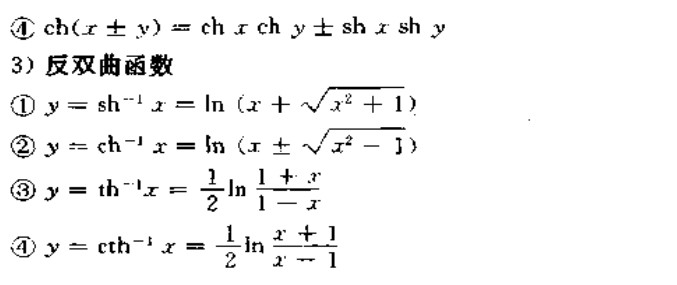 ④ ch(x ± y) = ch x ch y ± sh x sh y
3) 反双曲函数
① y = sh⁻¹ x = ln (x + √(x² + 1))
② y = ch⁻¹ x = ln (x ± √(x² − 1))
③ y = th⁻¹x = 1/2 ln (1 + x)/(1 − x)
④ y = cth⁻¹ x = 1/2 ln (x + 1)/(x − 1)